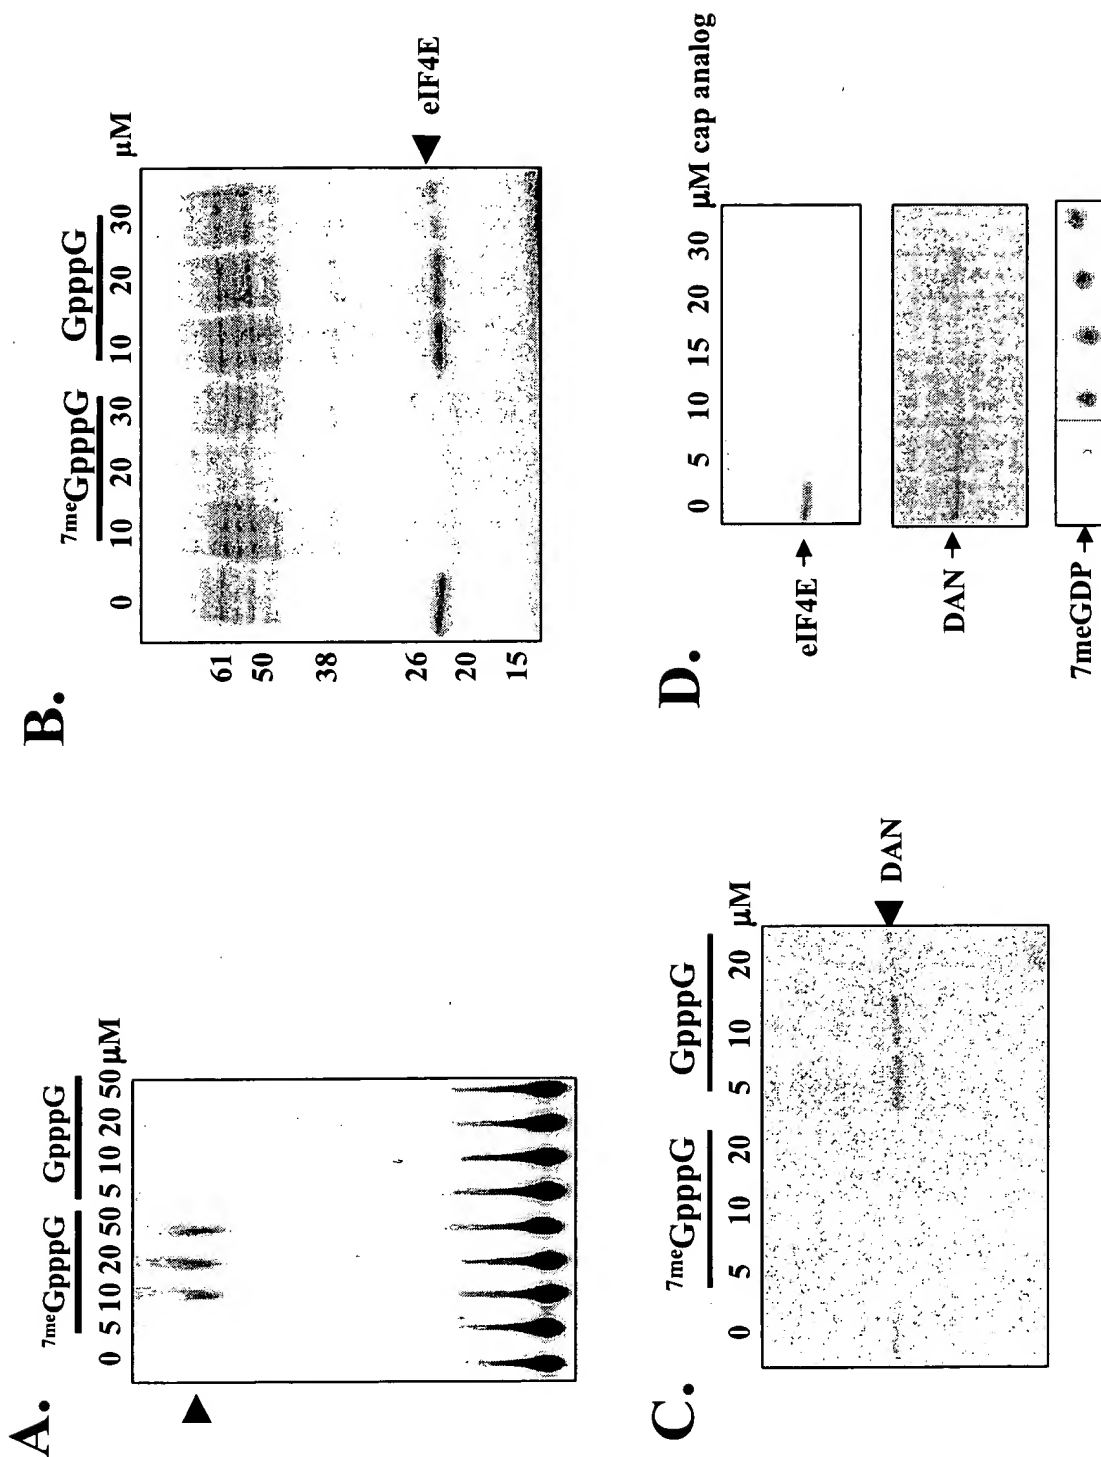 A.
7meGpppG GpppG
0 5 10 20 50 5 10 20 50 µM
B.
7meGpppG GpppG
0 10 20 30 10 20 30 µM
61
50
38
26
20
15
eIF4E
C.
7meGpppG GpppG
0 5 10 20 5 10 20 µM
DAN
D.
0 5 10 15 20 30 µM cap analog
eIF4E →
DAN →
7meGDP →